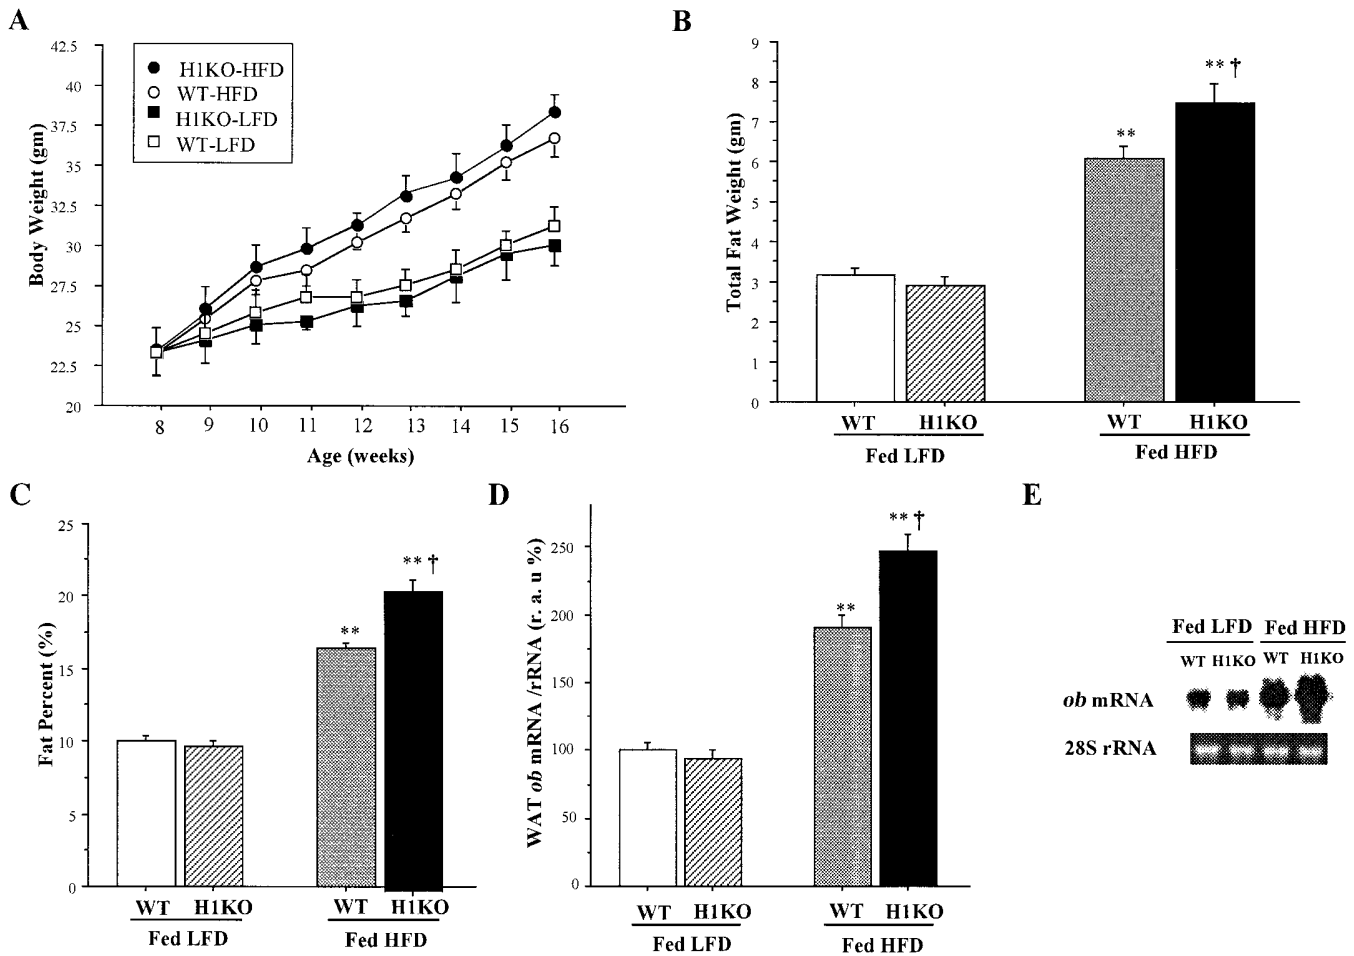 A
42.5
40
37.5
35
32.5
30
27.5
25
22.5
20
Body Weight (gm)
H1KO-HFD
WT-HFD
H1KO-LFD
WT-LFD
8 9 10 11 12 13 14 15 16
Age (weeks)
B
9
8
7
6
5
4
3
2
1
0
Total Fat Weight (gm)
** †
**
WT H1KO WT H1KO
Fed LFD Fed HFD
C
25
20
15
10
5
0
Fat Percent (%)
** †
**
WT H1KO WT H1KO
Fed LFD Fed HFD
D
250
200
150
100
50
0
WAT ob mRNA /rRNA (r. a. u %)
** †
**
WT H1KO WT H1KO
Fed LFD Fed HFD
E
Fed LFD Fed HFD
WT H1KO WT H1KO
ob mRNA
28S rRNA